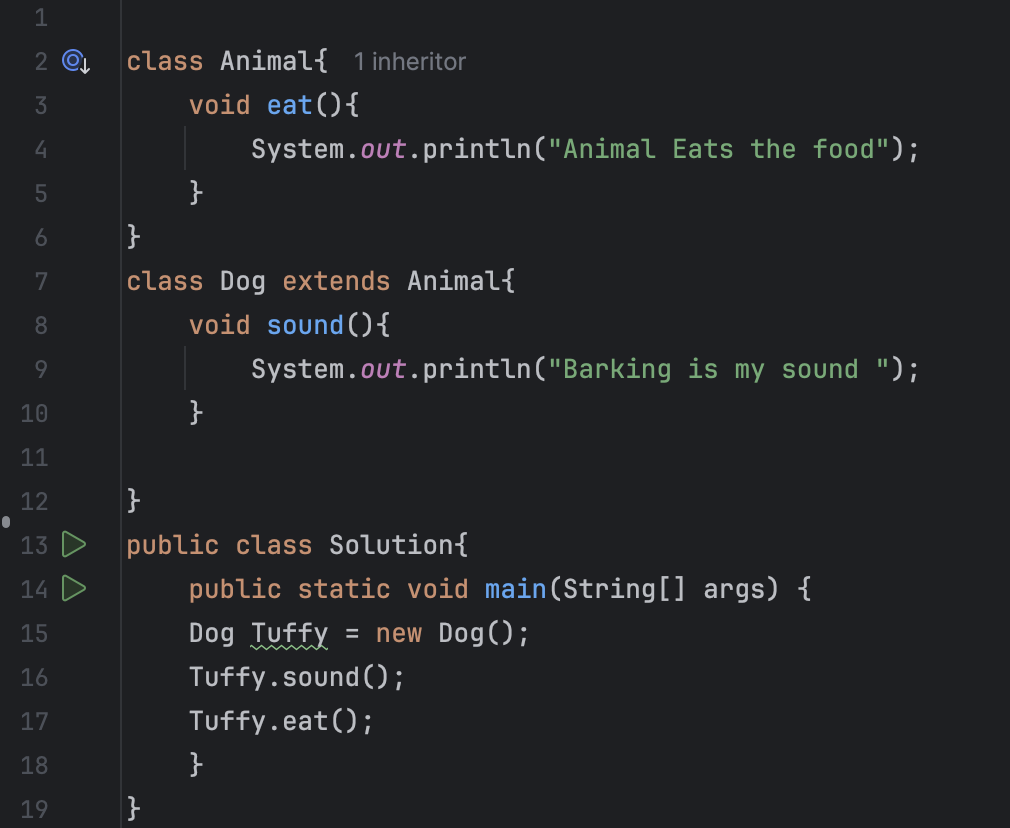 1
2 class Animal{ 1 inheritor
3     void eat(){
4         System.out.println("Animal Eats the food");
5     }
6 }
7 class Dog extends Animal{
8     void sound(){
9         System.out.println("Barking is my sound ");
10     }
11
12 }
13 public class Solution{
14     public static void main(String[] args) {
15     Dog Tuffy = new Dog();
16     Tuffy.sound();
17     Tuffy.eat();
18     }
19 }